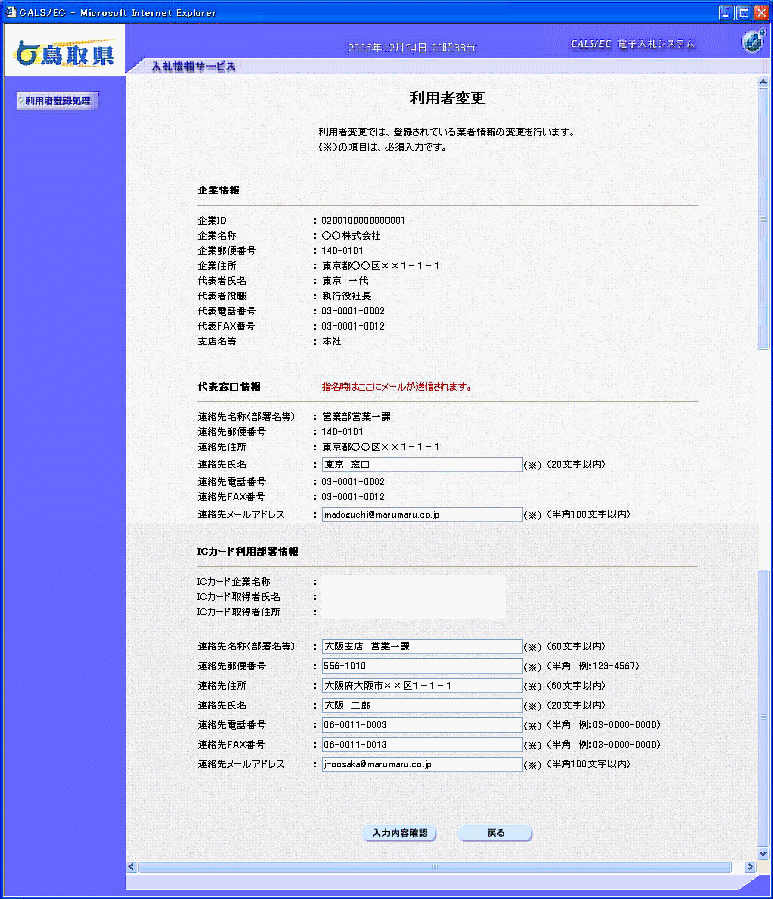 CALS/EC - Microsoft Internet Explorer
鳥取県
CALS/EC 電子入札システム
入札情報サービス
利用者登録処理
利用者変更
利用者変更では、登録されている業者情報の変更を行います。
(※)の項目は、必須入力です。
企業情報
企業ID : 0200100000000001
企業名称 : 〇〇株式会社
企業郵便番号 : 140-0101
企業住所 : 東京都〇〇区××1-1-1
代表者氏名 : 東京 一代
代表者役職 : 執行役社長
代表電話番号 : 03-0001-0002
代表FAX番号 : 03-0001-0012
支店名等 : 本社
代表窓口情報 指名時はここにメールが送信されます。
連絡先名称(部署名等) : 営業部営業一課
連絡先郵便番号 : 140-0101
連絡先住所 : 東京都〇〇区××1-1-1
連絡先氏名 : 東京 窓口 (※) (20文字以内)
連絡先電話番号 : 03-0001-0002
連絡先FAX番号 : 03-0001-0012
連絡先メールアドレス : madoguchi@marumaru.co.jp (※) (半角100文字以内)
ICカード利用部署情報
ICカード企業名称 :
ICカード取得者氏名 :
ICカード取得者住所 :
連絡先名称(部署名等) : 大阪支店 営業一課 (※) (60文字以内)
連絡先郵便番号 : 556-1010 (※) (半角 例:123-4567)
連絡先住所 : 大阪府大阪市××区1-1-1 (※) (60文字以内)
連絡先氏名 : 大阪 二郎 (※) (20文字以内)
連絡先電話番号 : 06-0011-0003 (※) (半角 例:03-0000-0000)
連絡先FAX番号 : 06-0011-0013 (※) (半角 例:03-0000-0000)
連絡先メールアドレス : j-oosaka@marumaru.co.jp (※) (半角100文字以内)
入力内容確認 戻る